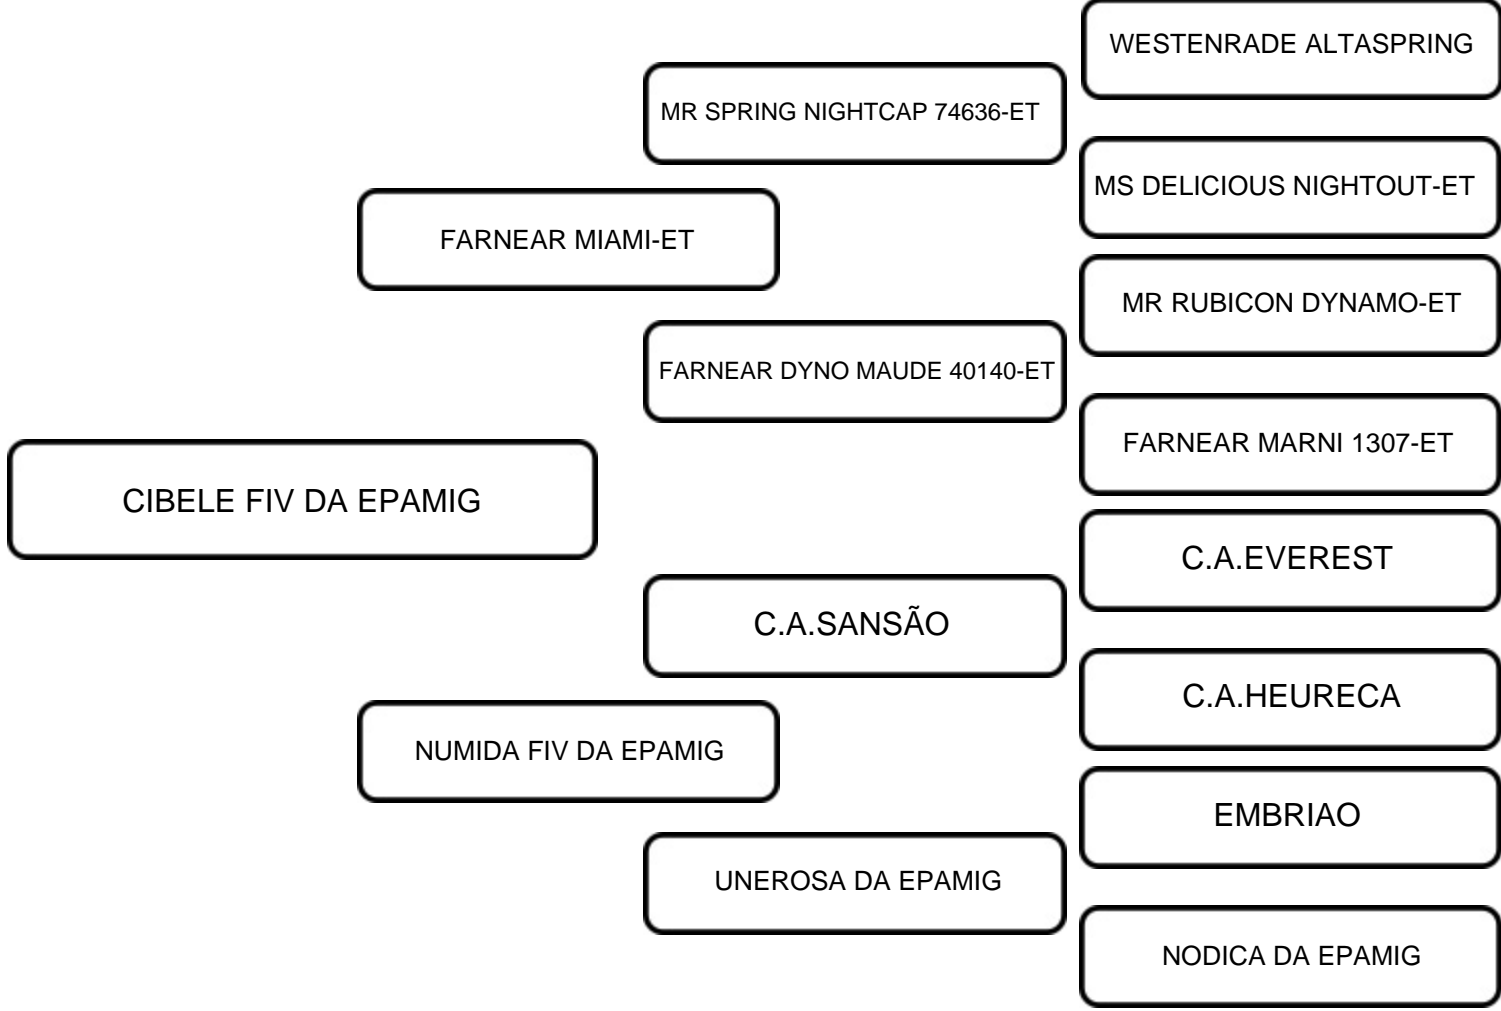 WESTENRADE ALTASPRING
MR SPRING NIGHTCAP 74636-ET
MS DELICIOUS NIGHTOUT-ET
FARNEAR MIAMI-ET
MR RUBICON DYNAMO-ET
FARNEAR DYNO MAUDE 40140-ET
FARNEAR MARNI 1307-ET
CIBELE FIV DA EPAMIG
C.A.EVEREST
C.A.SANSÃO
C.A.HEURECA
NUMIDA FIV DA EPAMIG
EMBRIAO
UNEROSA DA EPAMIG
NODICA DA EPAMIG